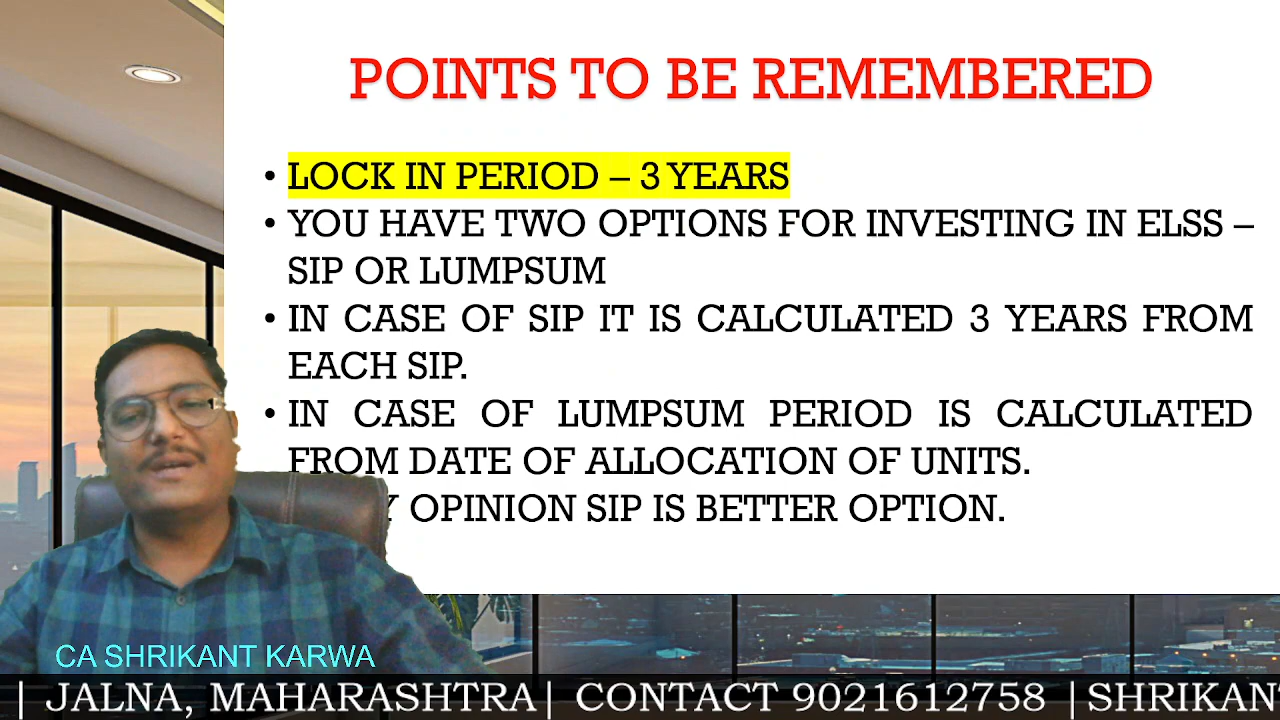 POINTS TO BE REMEMBERED
• LOCK IN PERIOD – 3 YEARS
• YOU HAVE TWO OPTIONS FOR INVESTING IN ELSS –
SIP OR LUMPSUM
• IN CASE OF SIP IT IS CALCULATED 3 YEARS FROM
EACH SIP.
• IN CASE OF LUMPSUM PERIOD IS CALCULATED
FROM DATE OF ALLOCATION OF UNITS.
OPINION SIP IS BETTER OPTION.
CA SHRIKANT KARWA
| JALNA, MAHARASHTRA| CONTACT 9021612758 |